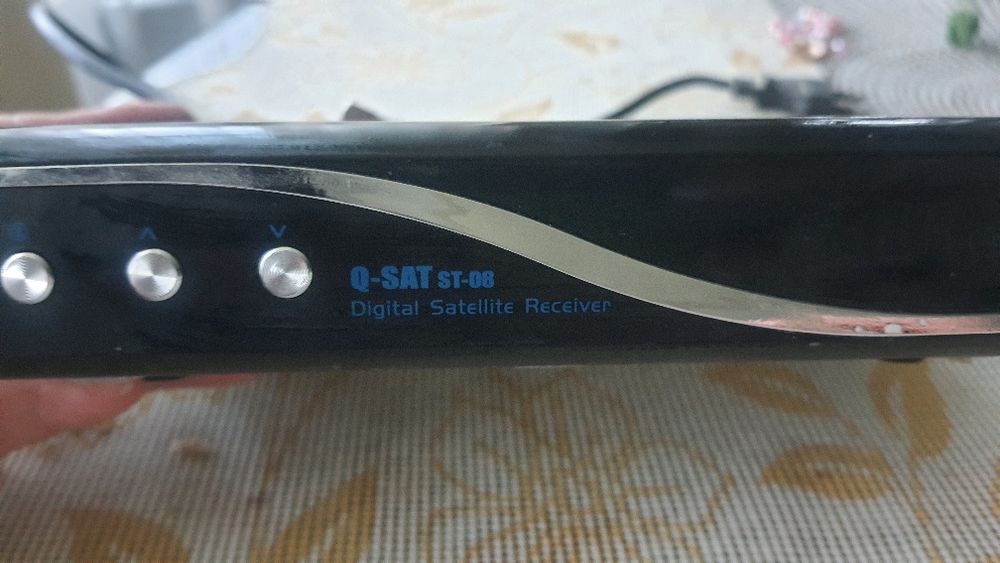 Q-SAT ST-08
Digital Satellite Receiver